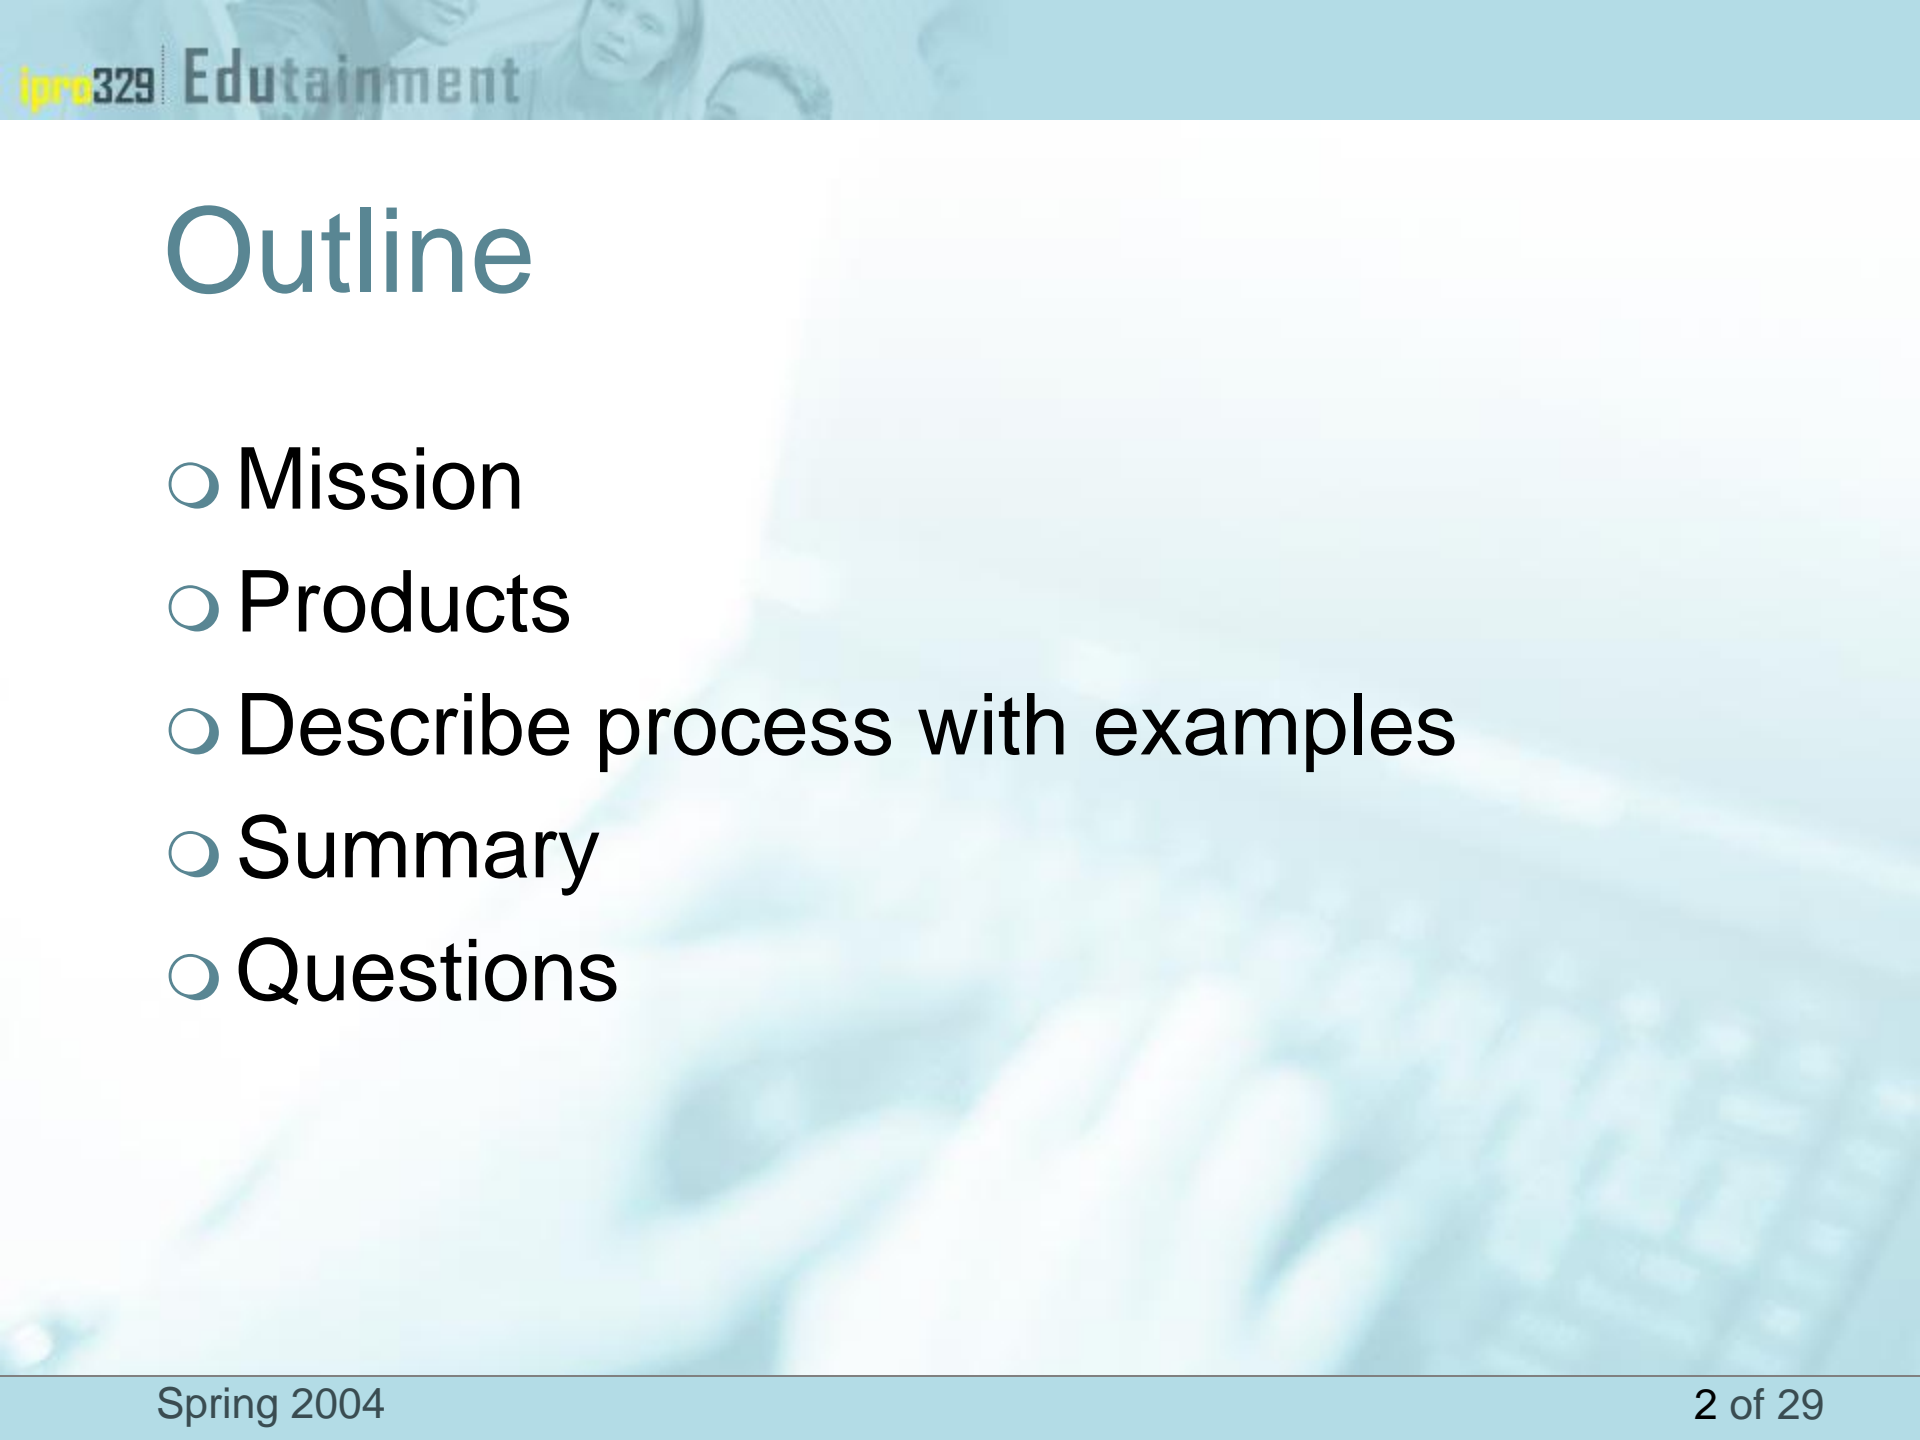 ipro329 Edutainment
Outline
Mission
Products
Describe process with examples
Summary
Questions
Spring 2004
2 of 29